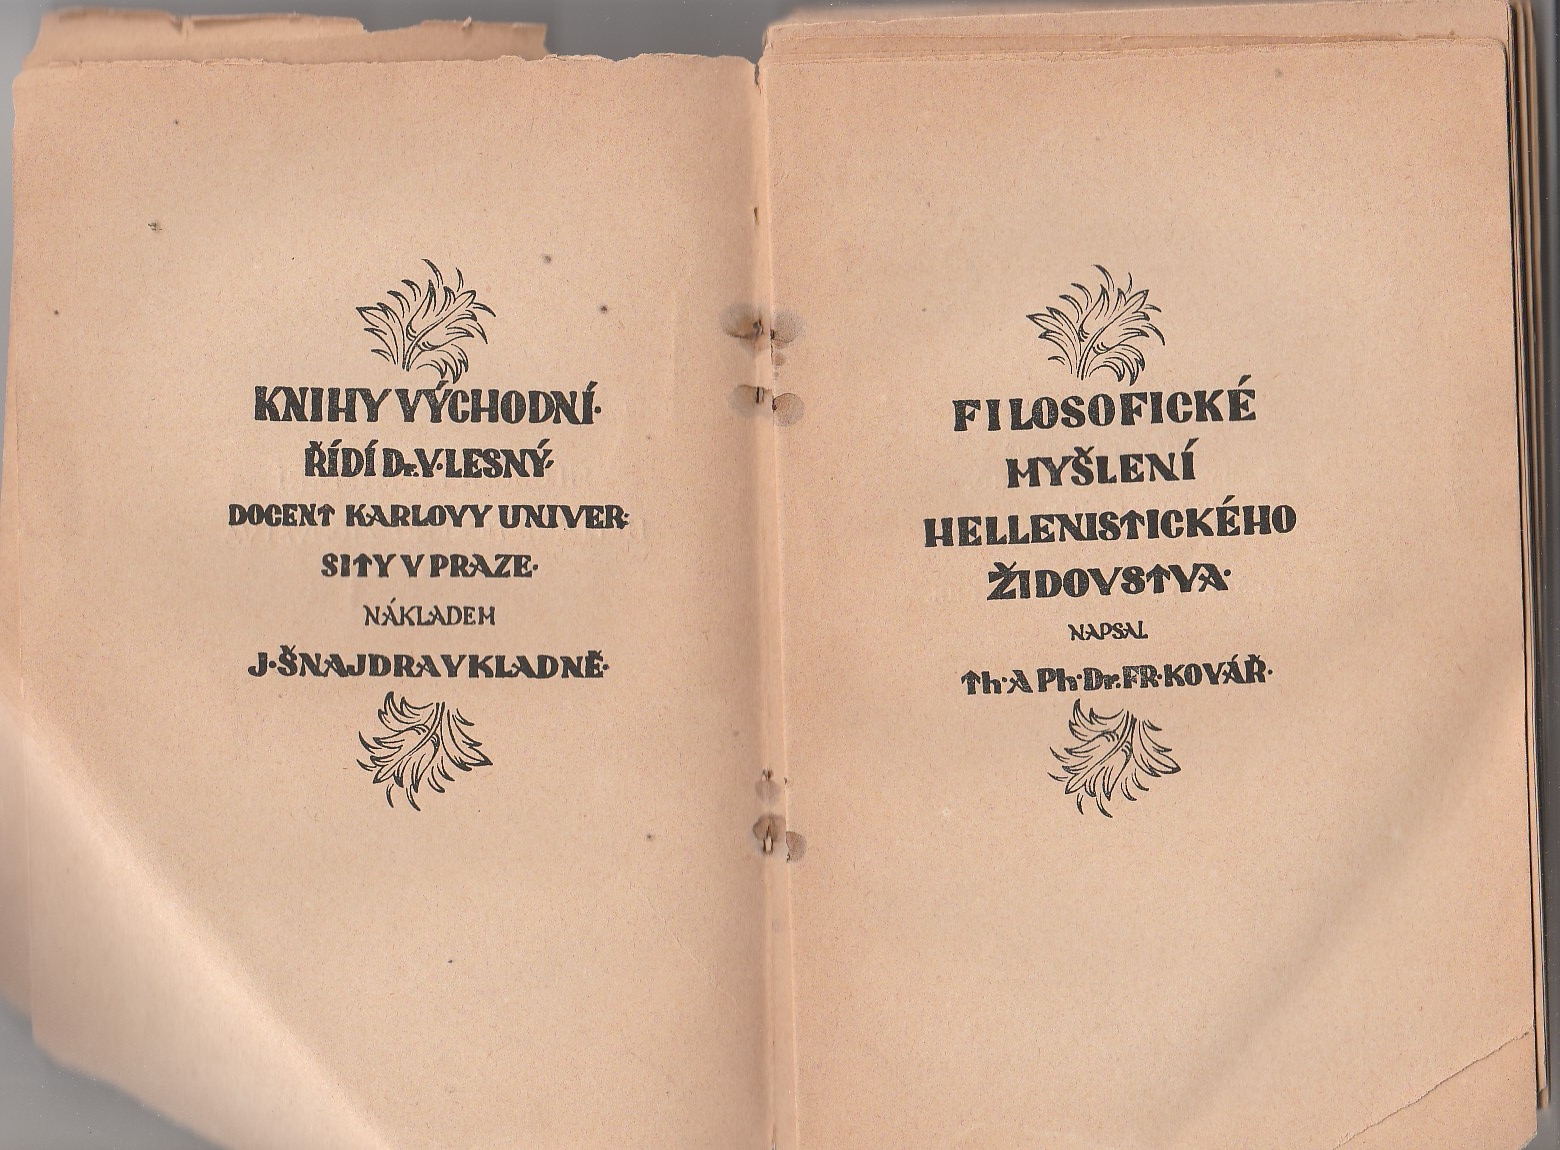 KNIHY VÝCHODNÍ·
ŘÍDÍ Dr.V·LESNÝ·
DOCENT KARLOVY UNIVER-
SITY V PRAZE·
NÁKLADEM
J·ŠNAJDRA V KLADNĚ·
FILOSOFICKÉ
MYŠLENÍ
HELLENISTICKÉHO
ŽIDOVSTVA·
NAPSAL
Th·A Ph·Dr.FR·KOVÁŘ·